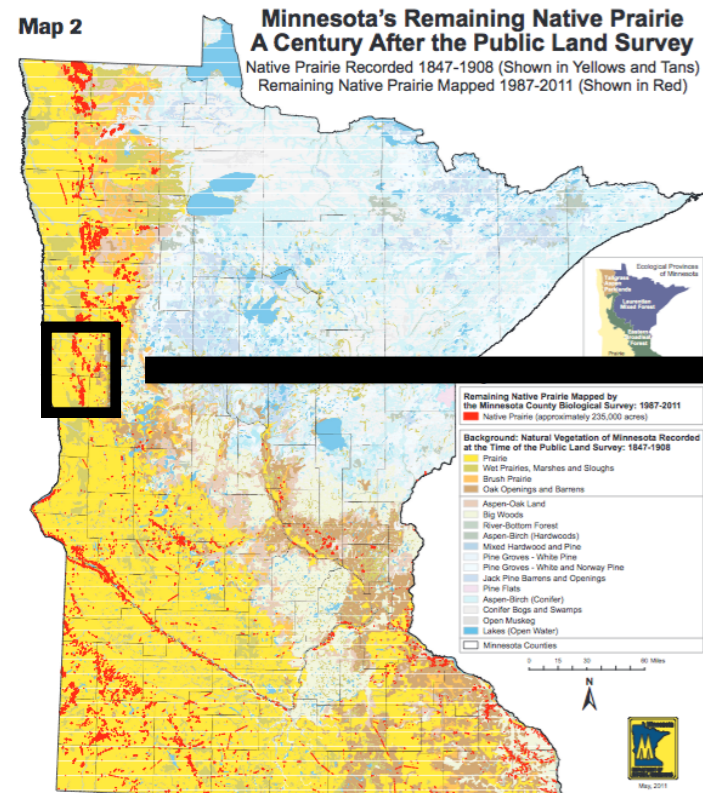 Map 2
Minnesota's Remaining Native Prairie
A Century After the Public Land Survey
Native Prairie Recorded 1847-1908 (Shown in Yellows and Tans)
Remaining Native Prairie Mapped 1987-2011 (Shown in Red)
Ecological Provinces
of Minnesota
Tallgrass
Aspen
Parklands
Laurentian
Mixed Forest
Eastern
Broadleaf
Forest
Prairie
Remaining Native Prairie Mapped by
the Minnesota County Biological Survey: 1987-2011
Native Prairie (approximately 235,000 acres)
Background: Natural Vegetation of Minnesota Recorded
at the Time of the Public Land Survey: 1847-1908
Prairie
Wet Prairies, Marshes and Sloughs
Brush Prairie
Oak Openings and Barrens
Aspen-Oak Land
Big Woods
River-Bottom Forest
Aspen-Birch (Hardwoods)
Mixed Hardwood and Pine
Pine Groves - White Pine
Pine Groves - White and Norway Pine
Jack Pine Barrens and Openings
Pine Flats
Aspen-Birch (Conifer)
Conifer Bogs and Swamps
Open Muskeg
Lakes (Open Water)
Minnesota Counties
0 15 30 60 Miles
N
May, 2011